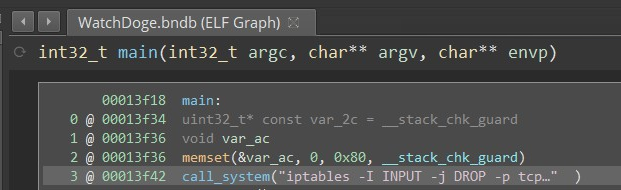 WatchDoge.bndb (ELF Graph)
int32_t main(int32_t argc, char** argv, char** envp)
00013f18 main:
0 @ 00013f34 uint32_t* const var_2c = __stack_chk_guard
1 @ 00013f36 void var_ac
2 @ 00013f36 memset(&var_ac, 0, 0x80, __stack_chk_guard)
3 @ 00013f42 call_system("iptables -I INPUT -j DROP -p tcp…" )